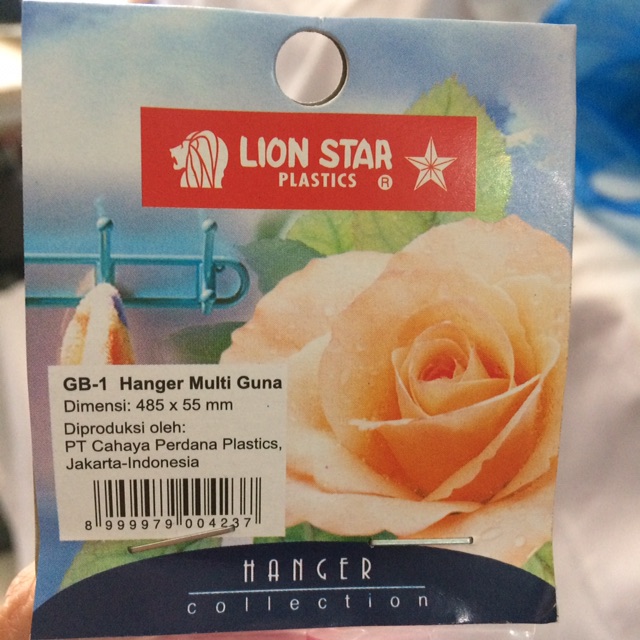 LION STAR
PLASTICS ®
GB-1 Hanger Multi Guna
Dimensi: 485 x 55 mm
Diproduksi oleh:
PT Cahaya Perdana Plastics,
Jakarta-Indonesia
8 999979 004237
HANGER
collection